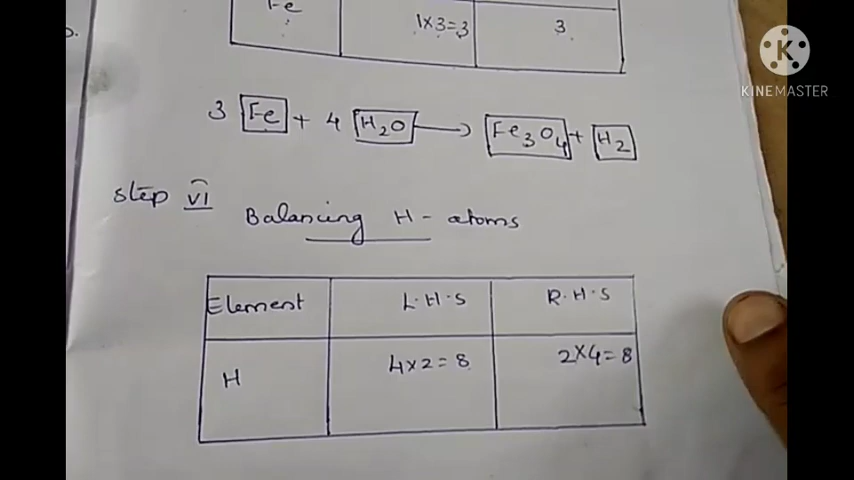 Fe
1×3=3 3
K
KINEMASTER
3 Fe + 4 H₂O → Fe₃O₄ + H₂
Step VI
Balancing H - atoms
Element L.H.S R.H.S
H 4×2=8 2×4=8